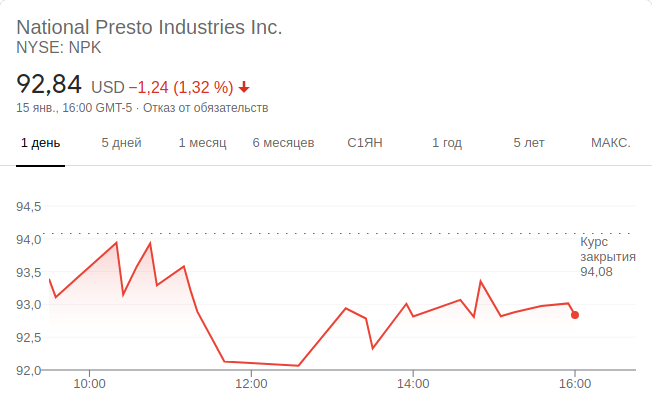 National Presto Industries Inc.
NYSE: NPK
92,84 USD −1,24 (1,32 %)
15 янв., 16:00 GMT-5 · Отказ от обязательств
1 день 5 дней 1 месяц 6 месяцев С1ЯН 1 год 5 лет МАКС.
94,5
94,0
93,5
93,0
92,5
92,0
Курс
закрытия
94,08
10:00 12:00 14:00 16:00